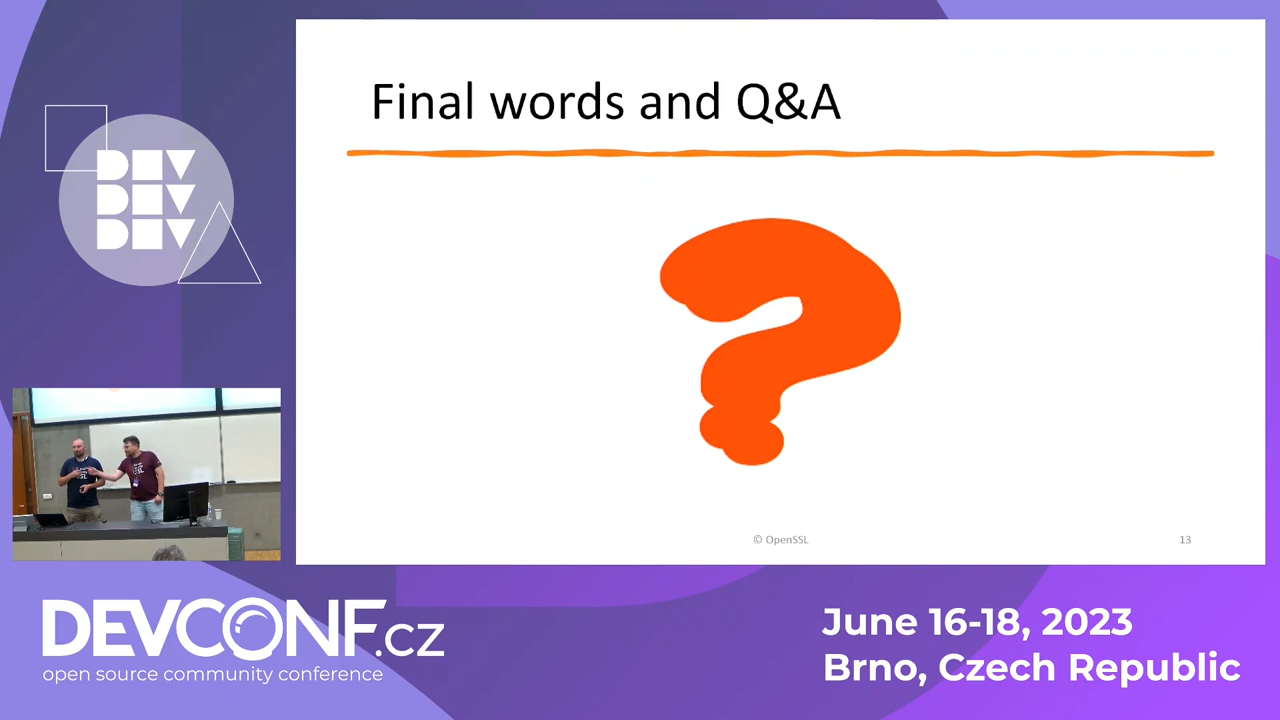 Final words and Q&A
DEV
DEV
DEV
SSL
© OpenSSL
13
DEVCONF.cz
open source community conference
June 16-18, 2023
Brno, Czech Republic